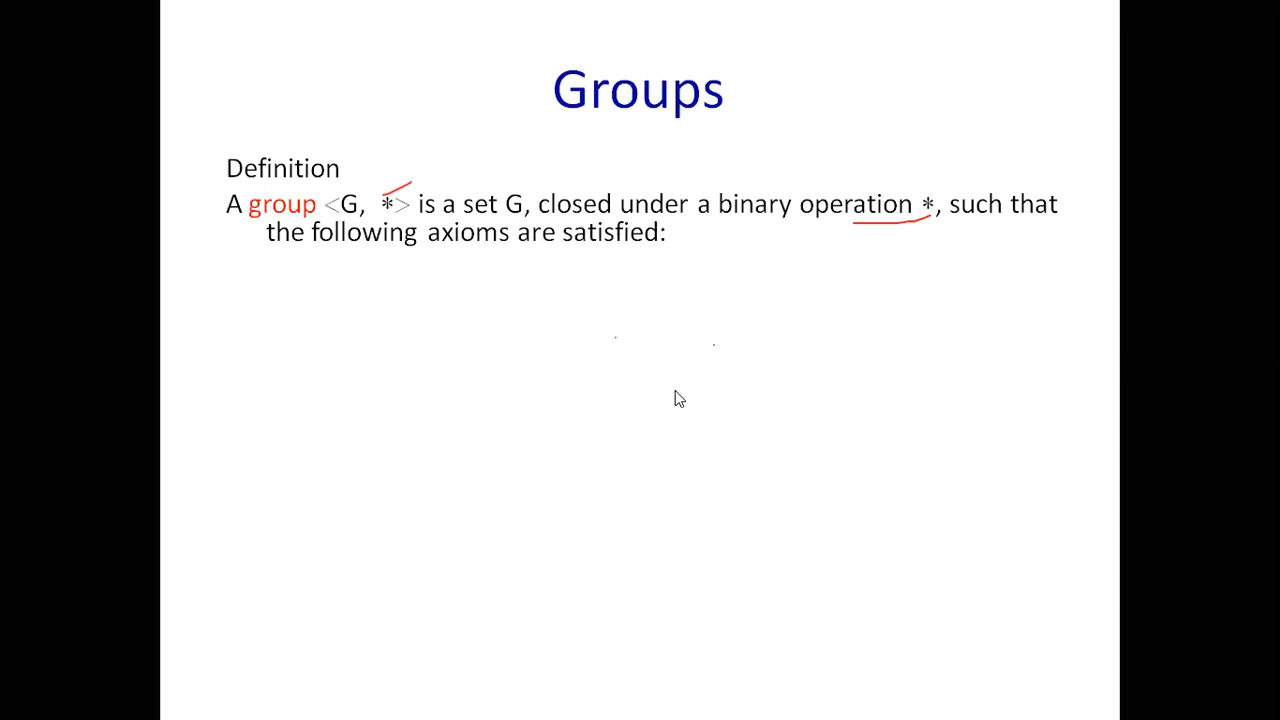 Groups
Definition
A group <G, *> is a set G, closed under a binary operation *, such that
the following axioms are satisfied: